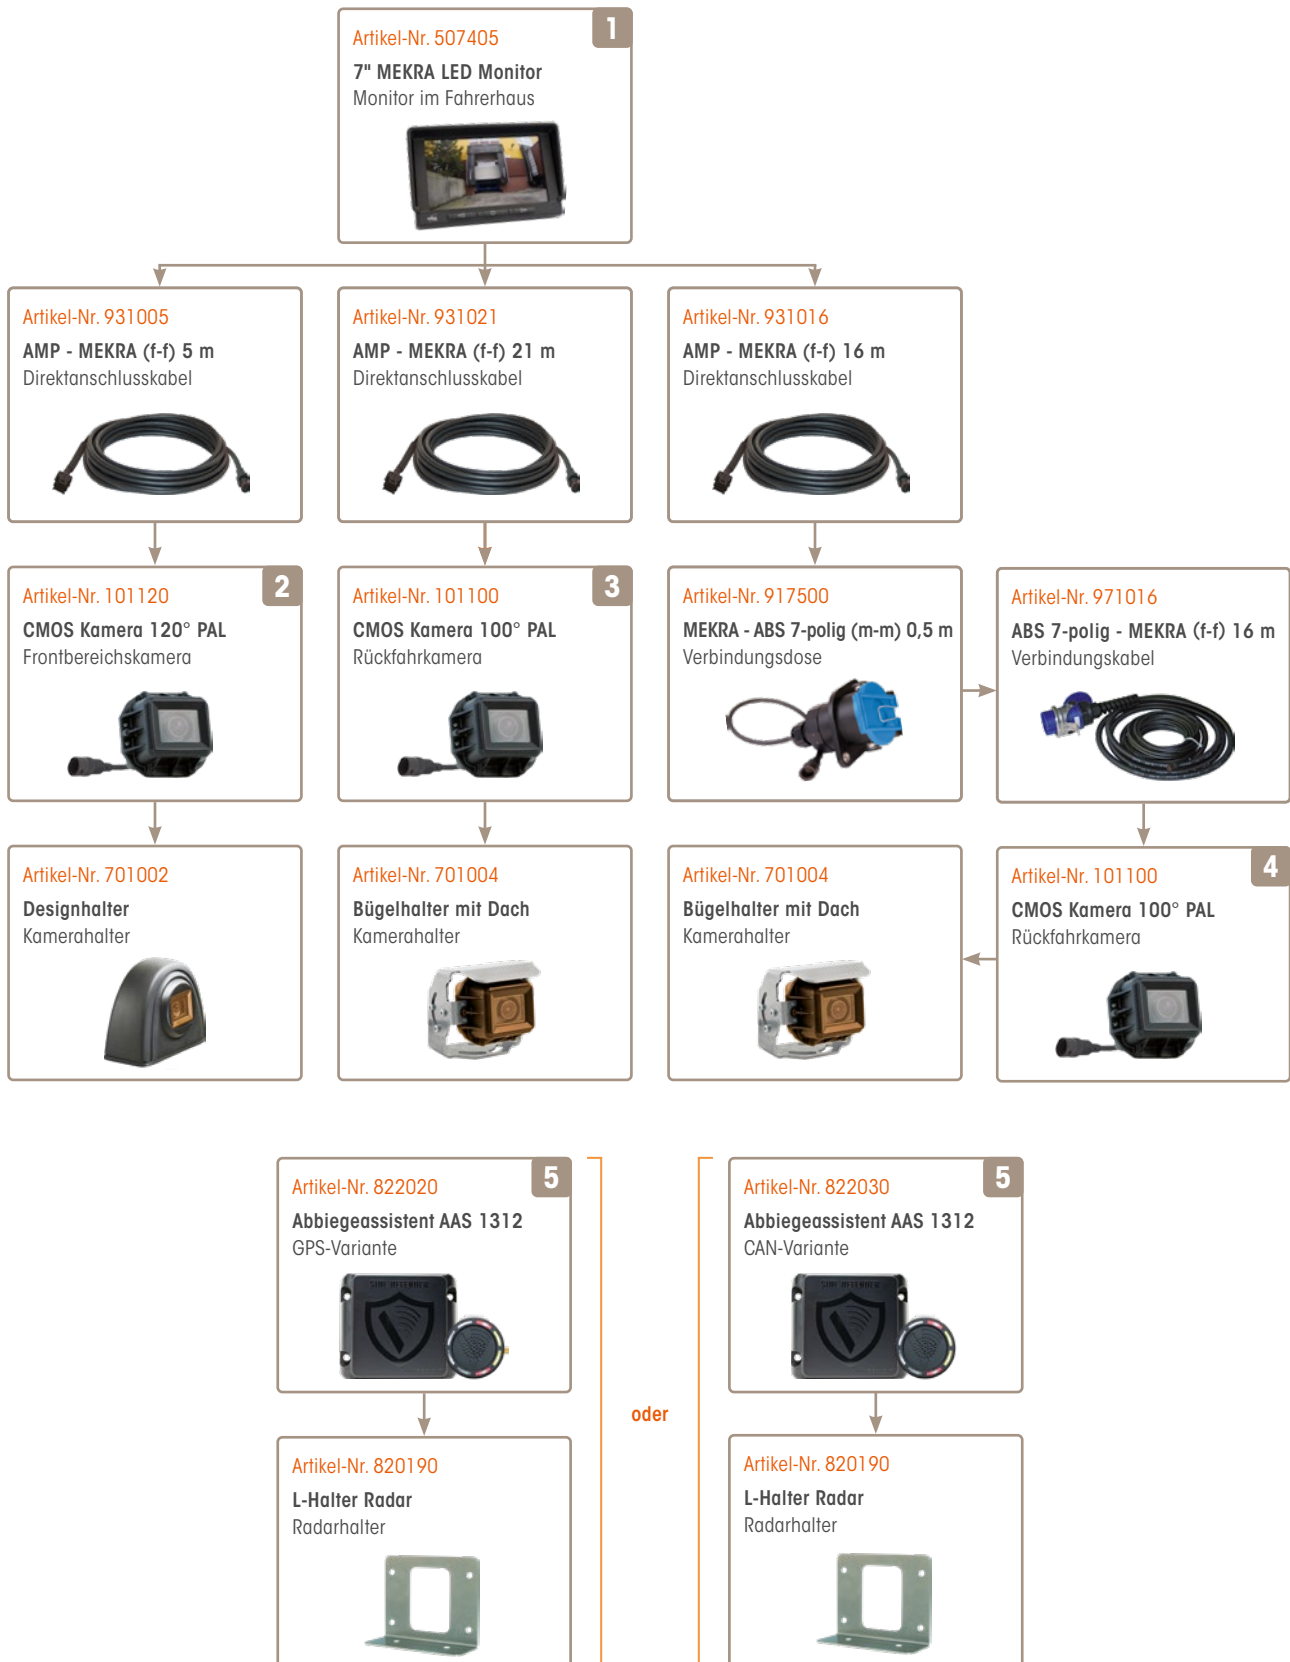 Artikel-Nr. 507405
1
7" MEKRA LED Monitor
Monitor im Fahrerhaus
Artikel-Nr. 931005
AMP - MEKRA (f-f) 5 m
Direktanschlusskabel
Artikel-Nr. 931021
AMP - MEKRA (f-f) 21 m
Direktanschlusskabel
Artikel-Nr. 931016
AMP - MEKRA (f-f) 16 m
Direktanschlusskabel
Artikel-Nr. 101120
2
CMOS Kamera 120° PAL
Frontbereichskamera
Artikel-Nr. 101100
3
CMOS Kamera 100° PAL
Rückfahrkamera
Artikel-Nr. 917500
MEKRA - ABS 7-polig (m-m) 0,5 m
Verbindungsdose
Artikel-Nr. 971016
ABS 7-polig - MEKRA (f-f) 16 m
Verbindungskabel
Artikel-Nr. 701002
Designhalter
Kamerahalter
Artikel-Nr. 701004
Bügelhalter mit Dach
Kamerahalter
Artikel-Nr. 701004
Bügelhalter mit Dach
Kamerahalter
Artikel-Nr. 101100
4
CMOS Kamera 100° PAL
Rückfahrkamera
Artikel-Nr. 822020
5
Abbiegeassistent AAS 1312
GPS-Variante
Artikel-Nr. 822030
5
Abbiegeassistent AAS 1312
CAN-Variante
oder
Artikel-Nr. 820190
L-Halter Radar
Radarhalter
Artikel-Nr. 820190
L-Halter Radar
Radarhalter